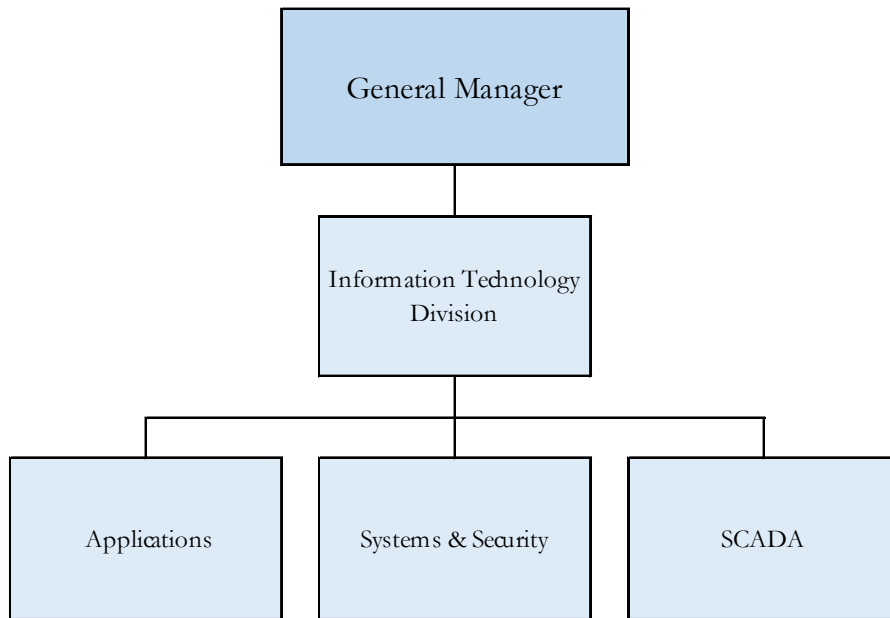 General Manager
Information Technology
Division
Applications
Systems & Security
SCADA